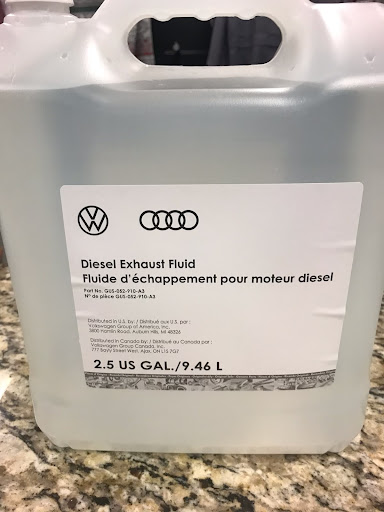 Diesel Exhaust Fluid
Fluide d'échappement pour moteur diesel
Part No. GUS-052-910-A3
N° de pièce GUS-052-910-A3
Distributed in U.S. by: / Distribué aux U.S. par :
Volkswagen Group of America, Inc.
3800 Hamlin Road, Auburn Hills, MI 48326
Distributed in Canada by: / Distribué au Canada par :
Volkswagen Group Canada, Inc.
777 Bayly Street West, Ajax, ON L1S 7G7
2.5 US GAL./9.46 L